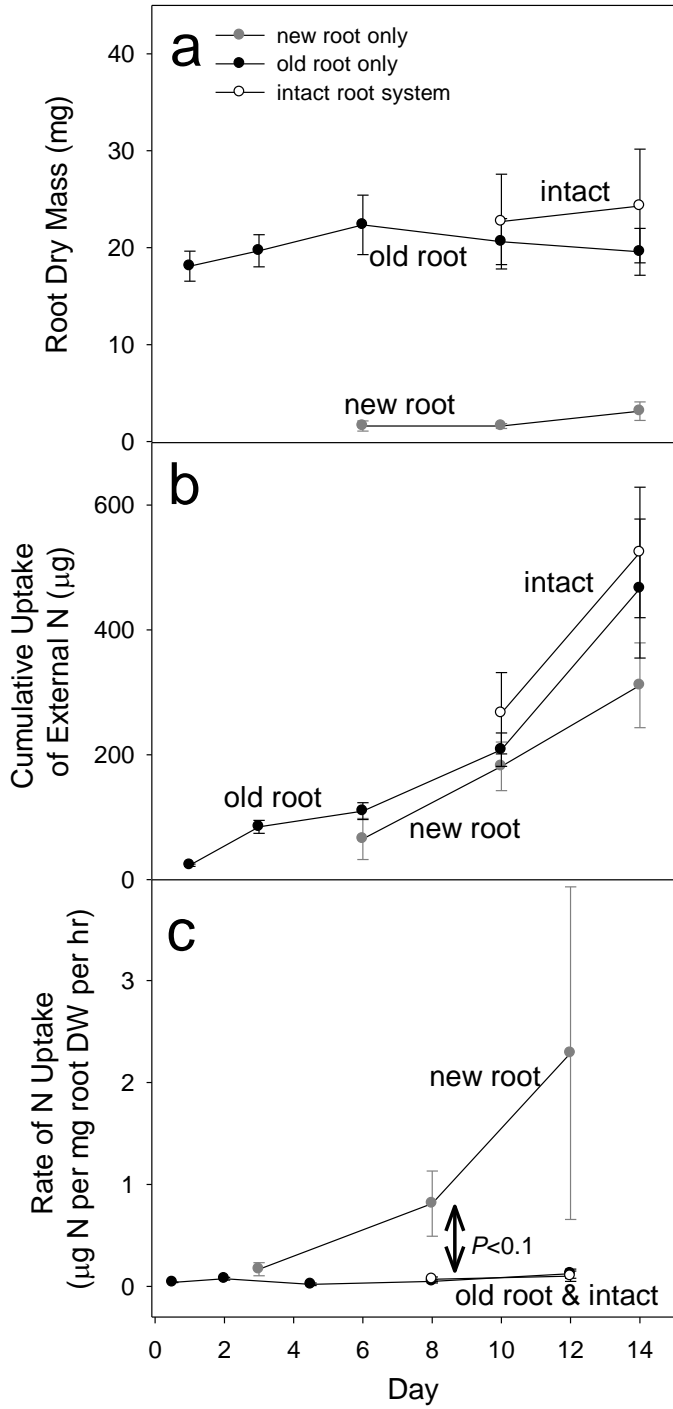 a
new root only
old root only
intact root system
Root Dry Mass (mg)
40
30
20
10
0
intact
old root
new root
b
Cumulative Uptake
of External N (µg)
600
400
200
0
intact
old root
new root
c
Rate of N Uptake
(µg N per mg root DW per hr)
3
2
1
0
new root
P<0.1
old root & intact
0 2 4 6 8 10 12 14
Day